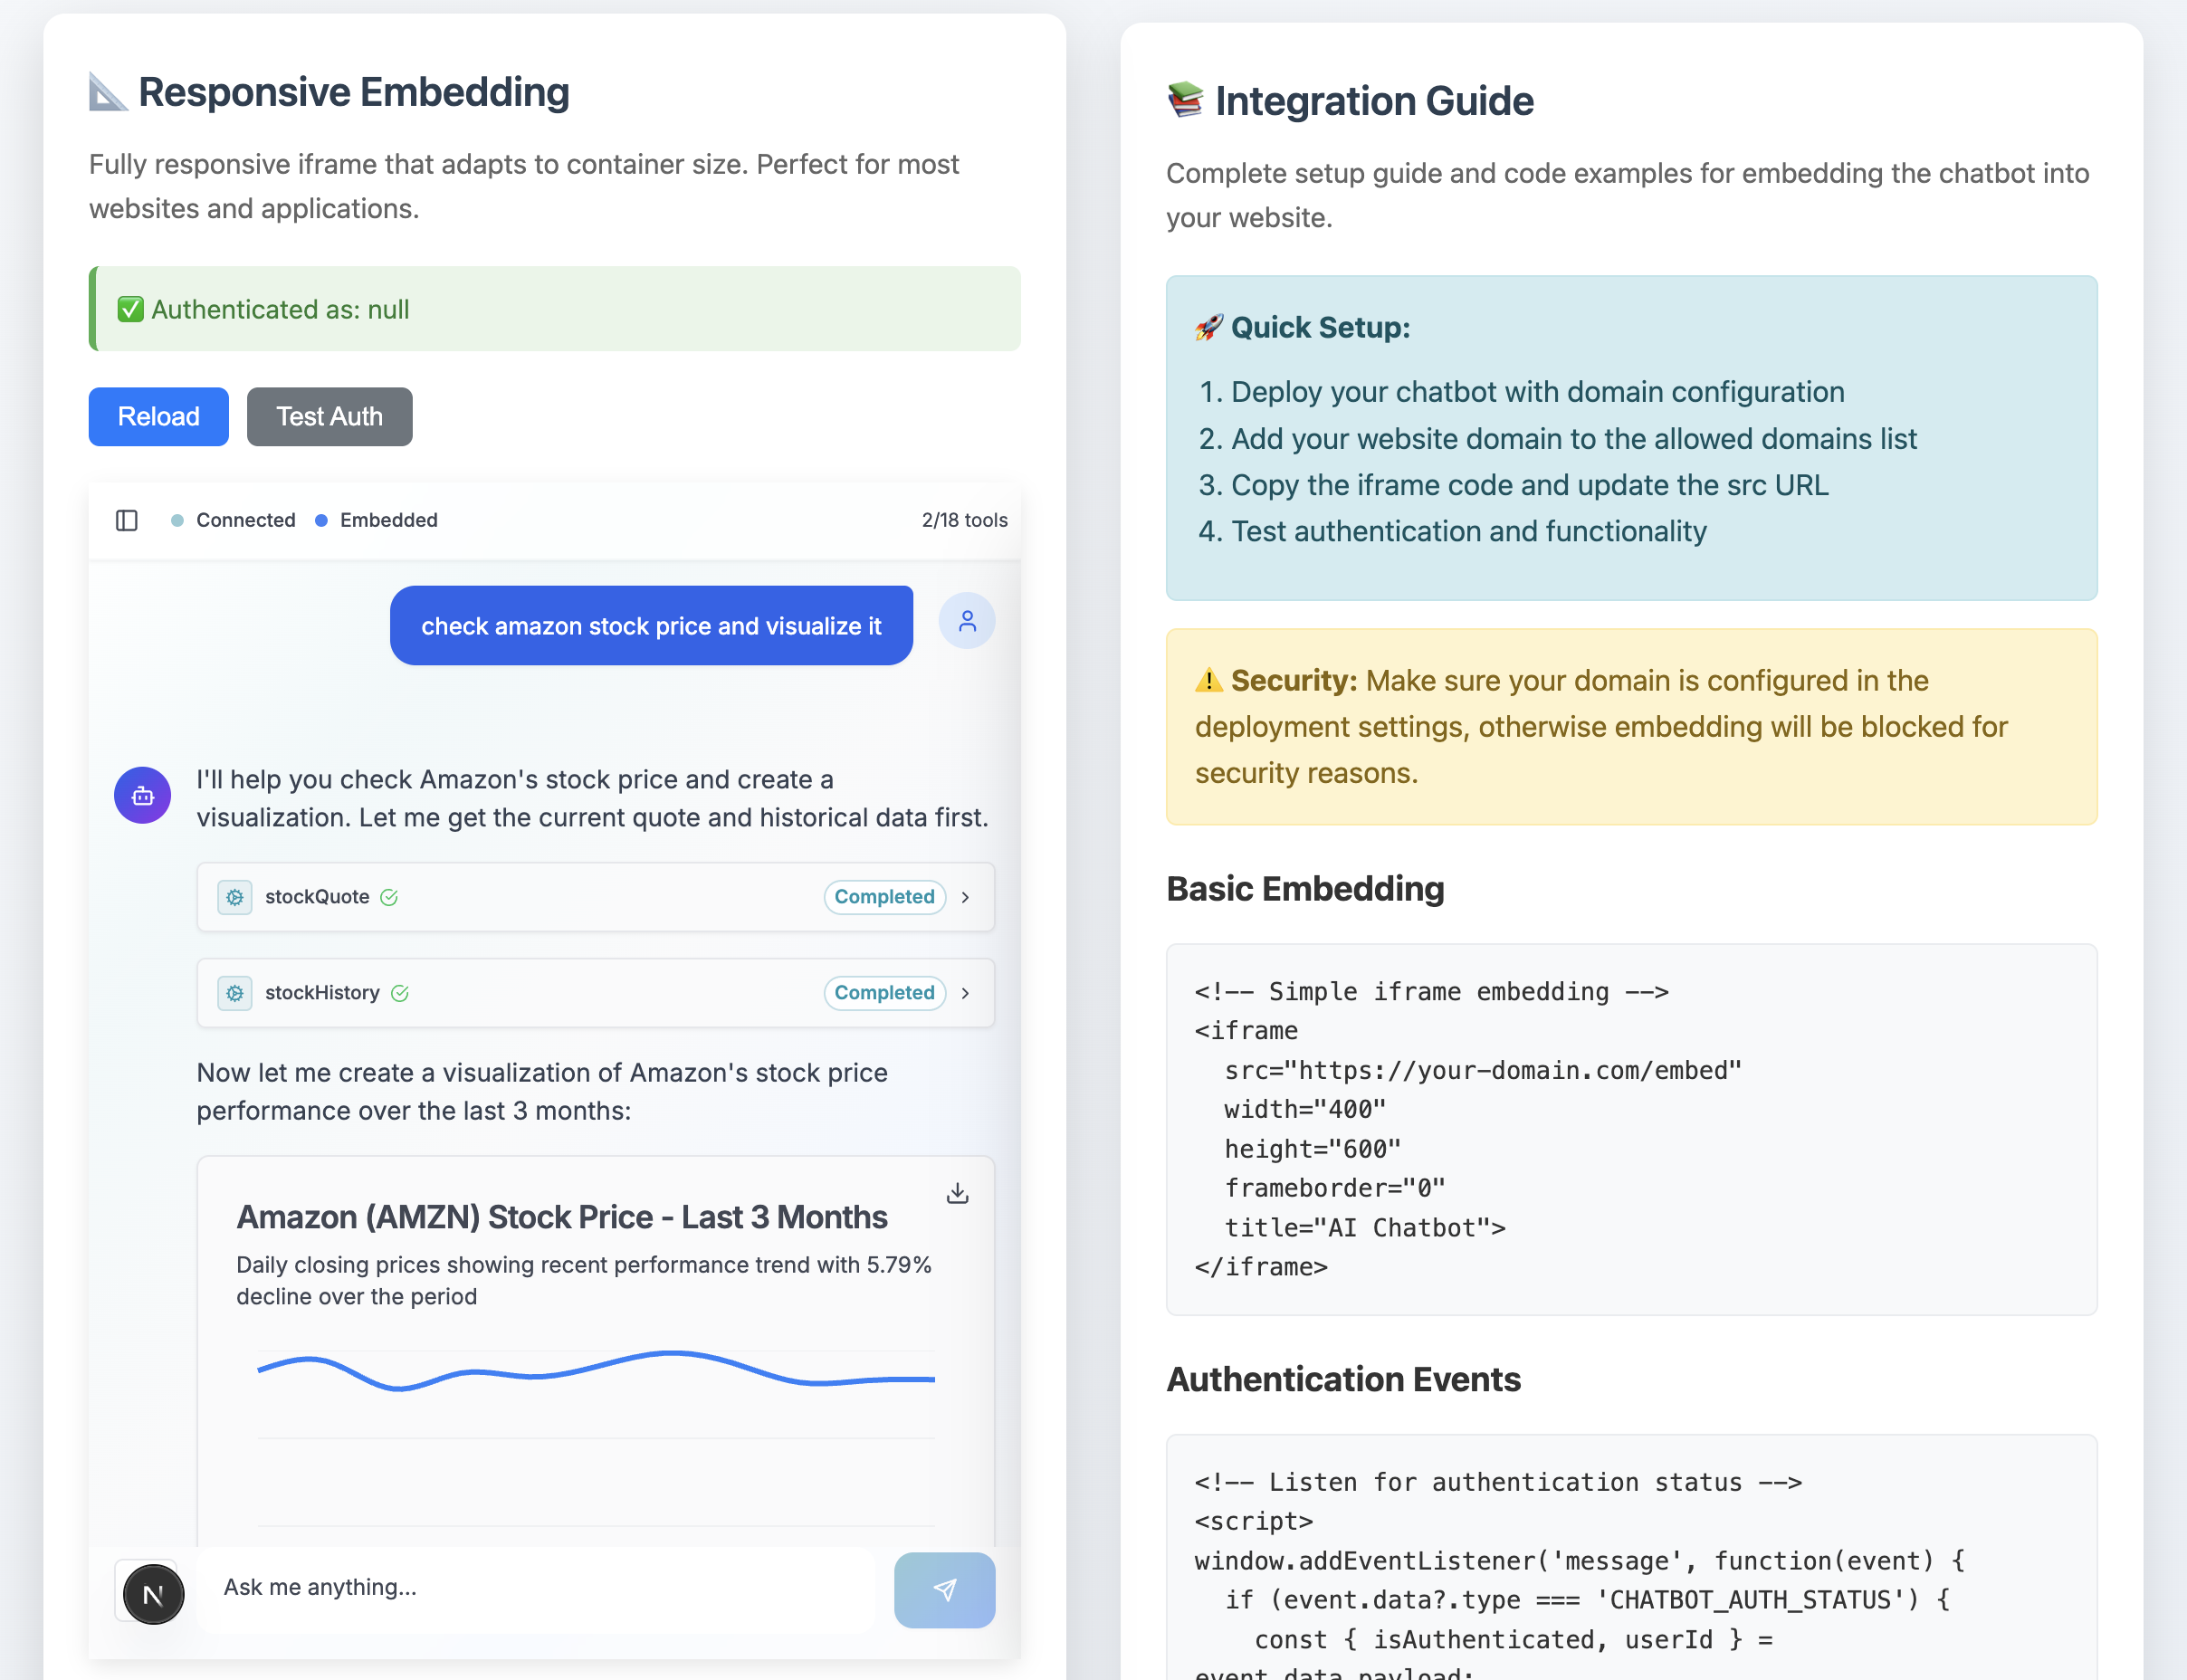 Responsive Embedding
Fully responsive iframe that adapts to container size. Perfect for most
websites and applications.
Authenticated as: null
Reload
Test Auth
Connected
Embedded
2/18 tools
check amazon stock price and visualize it
I'll help you check Amazon's stock price and create a
visualization. Let me get the current quote and historical data first.
stockQuote
Completed
stockHistory
Completed
Now let me create a visualization of Amazon's stock price
performance over the last 3 months:
Amazon (AMZN) Stock Price - Last 3 Months
Daily closing prices showing recent performance trend with 5.79%
decline over the period
N
Ask me anything...
Integration Guide
Complete setup guide and code examples for embedding the chatbot into
your website.
Quick Setup:
1. Deploy your chatbot with domain configuration
2. Add your website domain to the allowed domains list
3. Copy the iframe code and update the src URL
4. Test authentication and functionality
Security: Make sure your domain is configured in the
deployment settings, otherwise embedding will be blocked for
security reasons.
Basic Embedding
<!-- Simple iframe embedding -->
<iframe
  src="https://your-domain.com/embed"
  width="400"
  height="600"
  frameborder="0"
  title="AI Chatbot">
</iframe>
Authentication Events
<!-- Listen for authentication status -->
<script>
window.addEventListener('message', function(event) {
  if (event.data?.type === 'CHATBOT_AUTH_STATUS') {
    const { isAuthenticated, userId } =
event.data.payload;